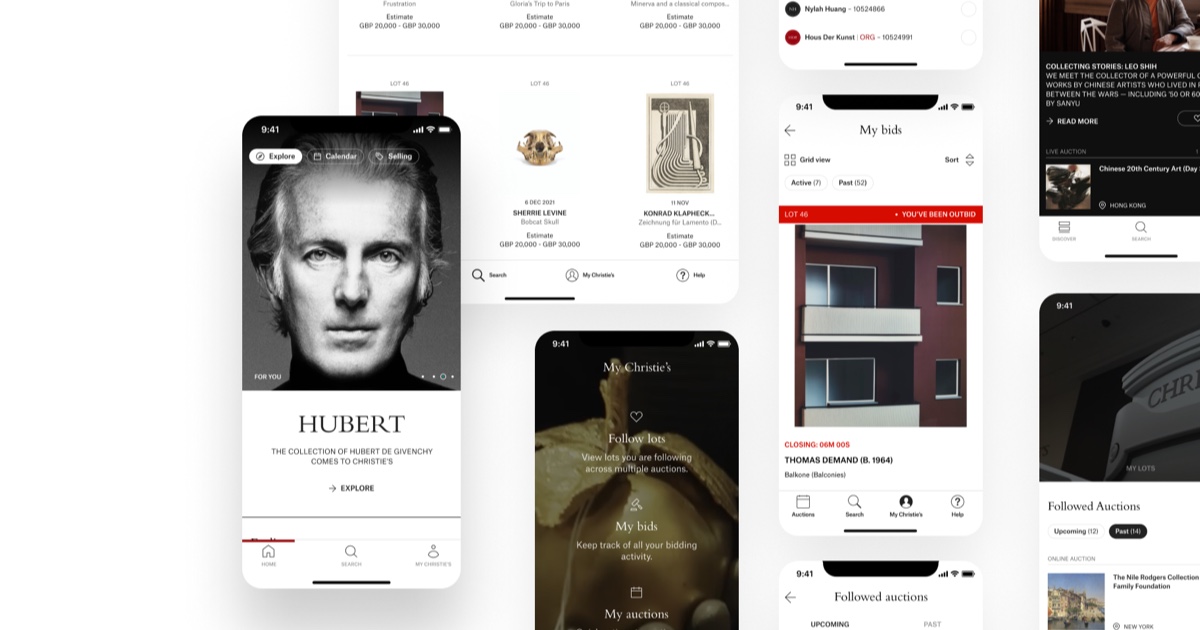 Frustration
Estimate
GBP 20,000 - GBP 30,000
LOT 46
Gloria's Trip to Paris
Estimate
GBP 20,000 - GBP 30,000
LOT 46
6 DEC 2021
SHERRIE LEVINE
Bobcat Skull
Estimate
GBP 20,000 - GBP 30,000
Minerva and a classical compos...
Estimate
GBP 20,000 - GBP 30,000
LOT 46
11 NOV
KONRAD KLAPHECK...
Zeichnung für Lamento (D...
Estimate
GBP 20,000 - GBP 30,000
Search
My Christie's
Help
9:41
Explore
Calendar
Selling
FOR YOU
HUBERT
THE COLLECTION OF HUBERT DE GIVENCHY
COMES TO CHRISTIE'S
→ EXPLORE
HOME
SEARCH
MY CHRISTIE'S
9:41
My Christie's
Follow lots
View lots you are following
across multiple auctions.
My bids
Keep track of all your bidding
activity.
My auctions
Nylah Huang - 10524866
Hous Der Kunst | ORG - 10524991
9:41
My bids
Grid view
Sort
Active (7)
Past (52)
LOT 46
• YOU'VE BEEN OUTBID
CLOSING: 06M 00S
THOMAS DEMAND (B. 1964)
Balkone (Balconies)
Auctions
Search
My Christie's
Help
9:41
Followed auctions
UPCOMING
PAST
COLLECTING STORIES: LEO SHIH
WE MEET THE COLLECTOR OF A POWERFUL
WORKS BY CHINESE ARTISTS WHO LIVED IN
BETWEEN THE WARS — INCLUDING '50 OR 60
BY SANYU
→ READ MORE
LIVE AUCTION
Chinese 20th Century Art (Day
HONG KONG
DISCOVER
SEARCH
9:41
CHRI
MY LOTS
Followed Auctions
Upcoming (12)
Past (14)
ONLINE AUCTION
The Nile Rodgers Collection
Family Foundation
NEW YORK